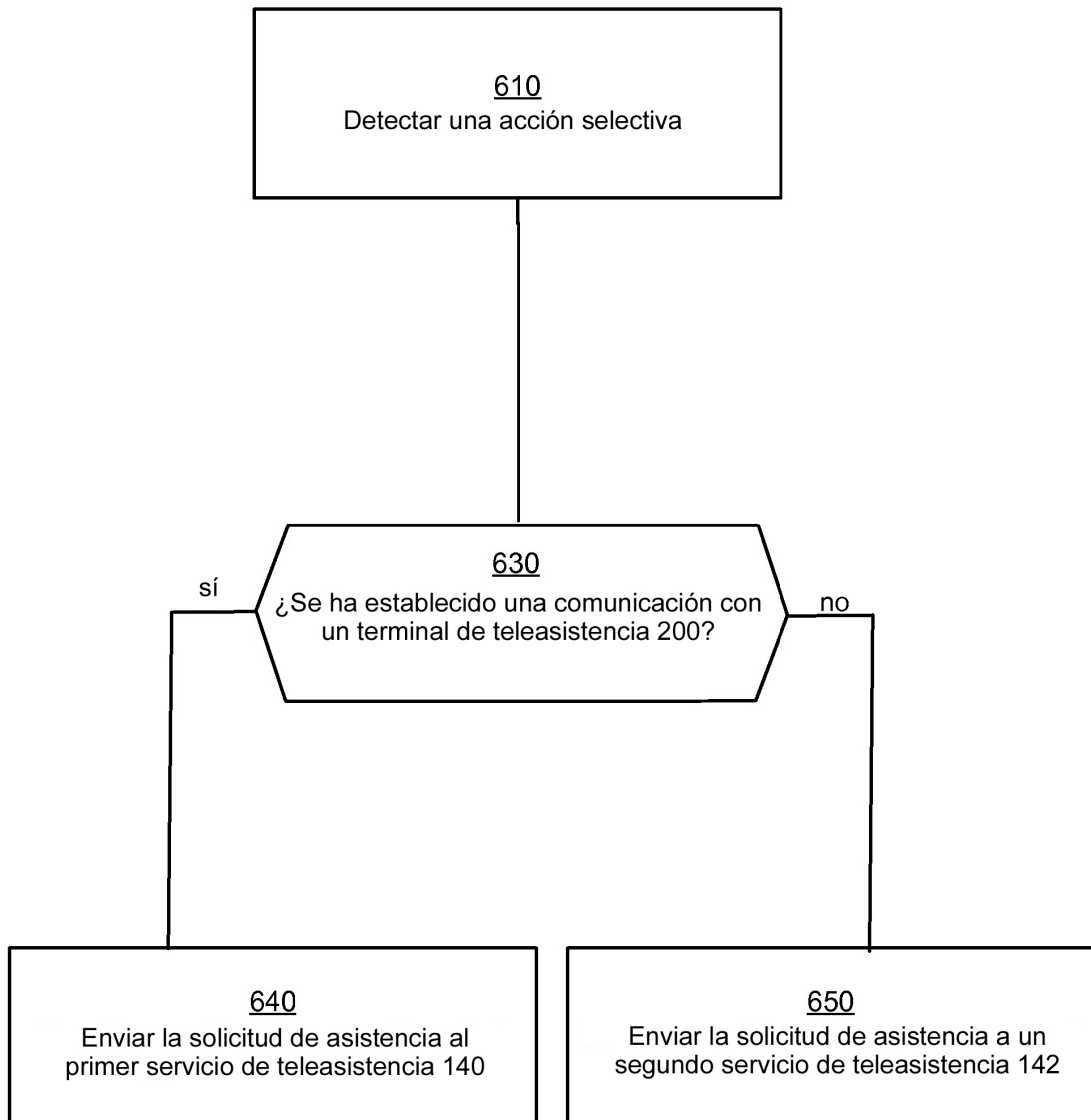 610
Detectar una acción selectiva
630
¿Se ha establecido una comunicación con
un terminal de teleasistencia 200?
sí
no
640
Enviar la solicitud de asistencia al
primer servicio de teleasistencia 140
650
Enviar la solicitud de asistencia a un
segundo servicio de teleasistencia 142